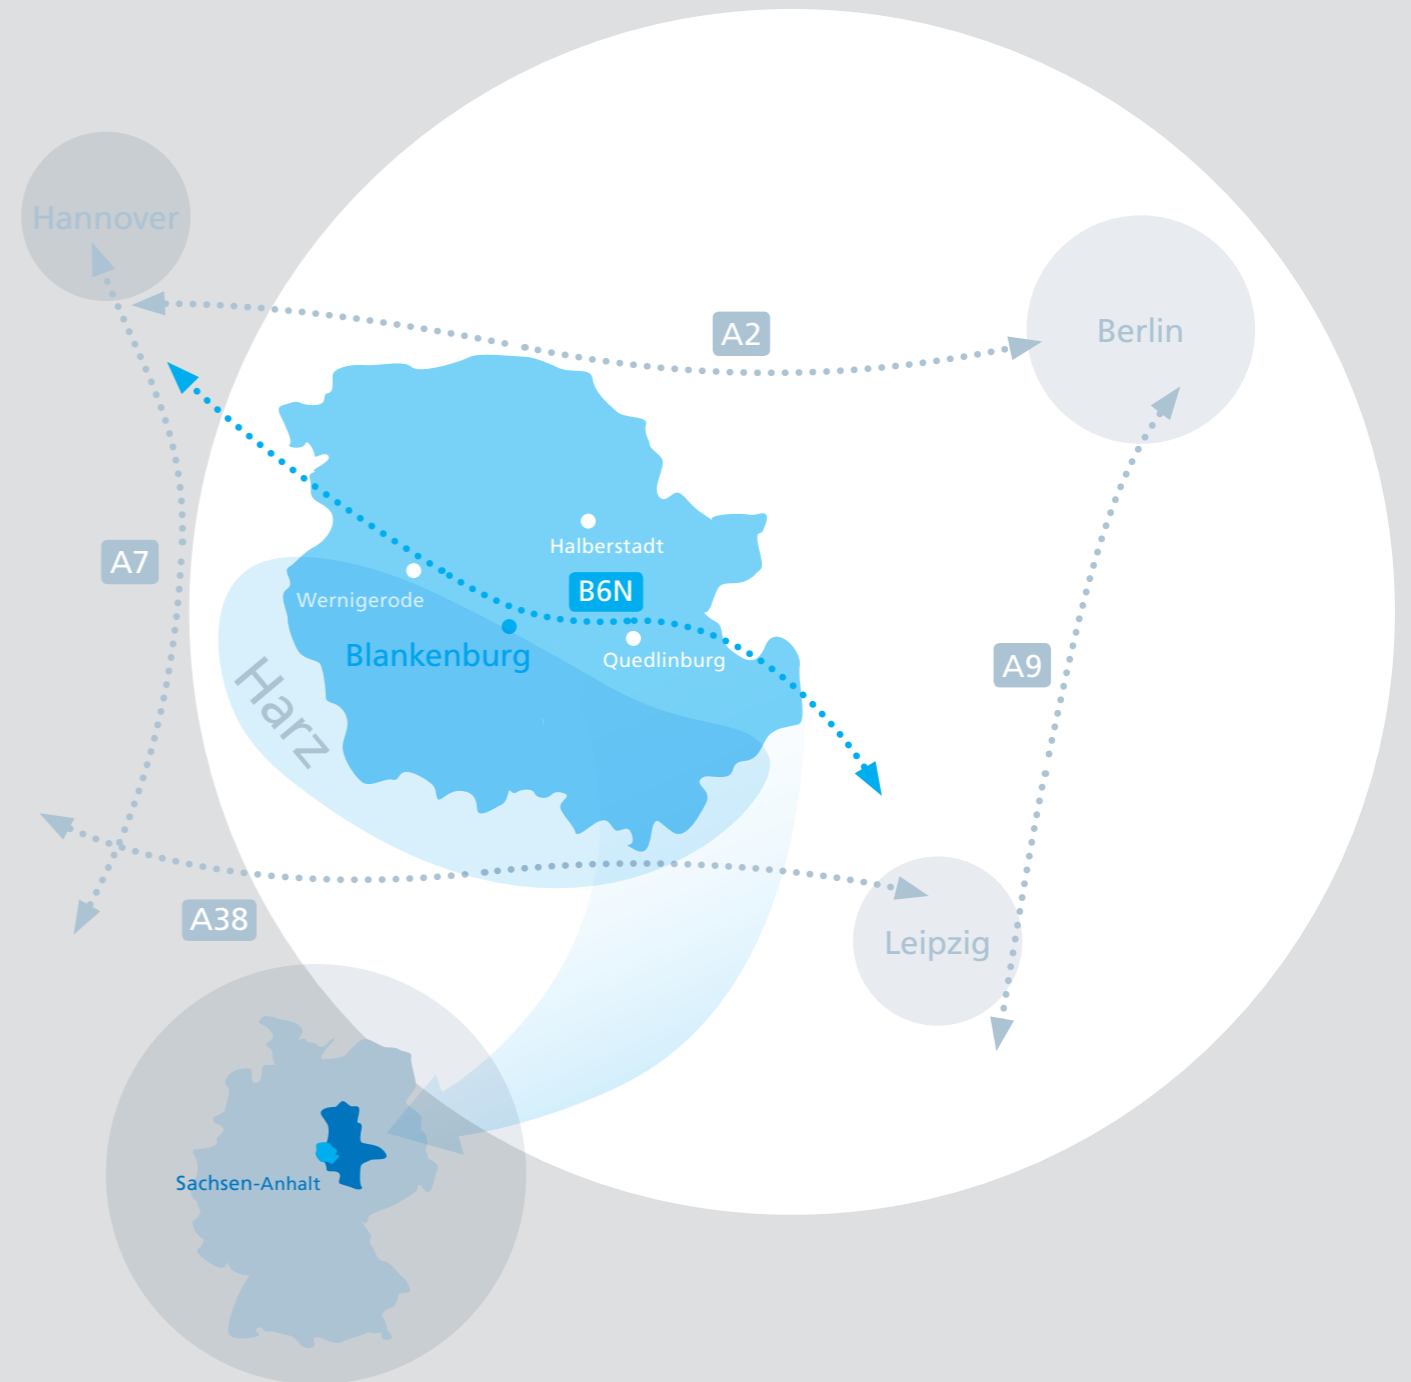 Hannover
A2
Berlin
Halberstadt
A7
B6N
Wernigerode
Blankenburg
Quedlinburg
A9
Harz
A38
Leipzig
Sachsen-Anhalt